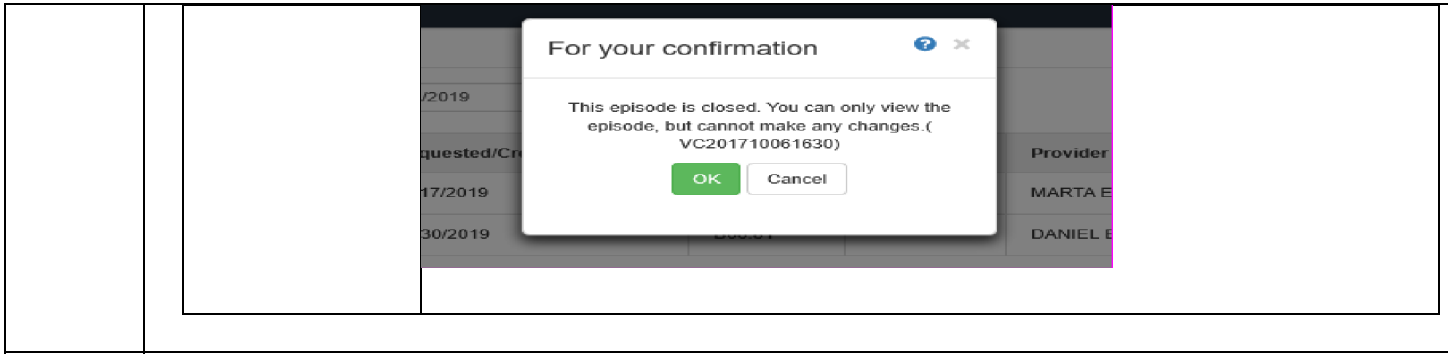 For your confirmation
/2019
This episode is closed. You can only view the
episode, but cannot make any changes.(
VC201710061630)
quested/Cr
Provider
OK Cancel
17/2019
MARTA E
30/2019
DANIEL E